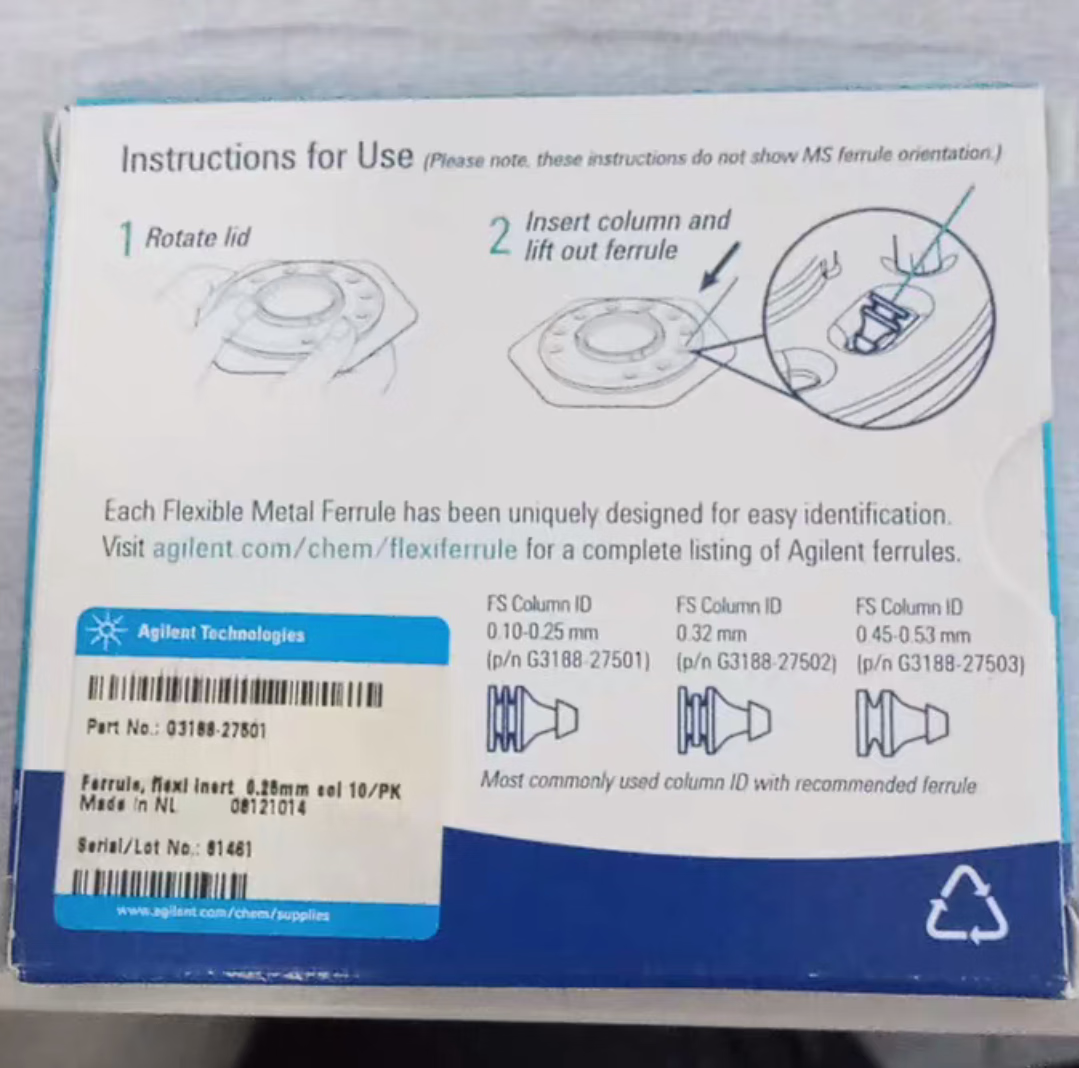 Instructions for Use (Please note, these instructions do not show MS ferrule orientation.)
1 Rotate lid
2 Insert column and
lift out ferrule
Each Flexible Metal Ferrule has been uniquely designed for easy identification.
Visit agilent.com/chem/flexiferrule for a complete listing of Agilent ferrules.
FS Column ID
0.10-0.25 mm
(p/n G3188-27501)
FS Column ID
0.32 mm
(p/n G3188-27502)
FS Column ID
0.45-0.53 mm
(p/n G3188-27503)
Most commonly used column ID with recommended ferrule
Agilent Technologies
Part No.: G3188-27501
Ferrule, flexi inert col 10/PK
Made in NL 08121014
Serial/Lot No.: 61461
www.agilent.com/chem/supplies